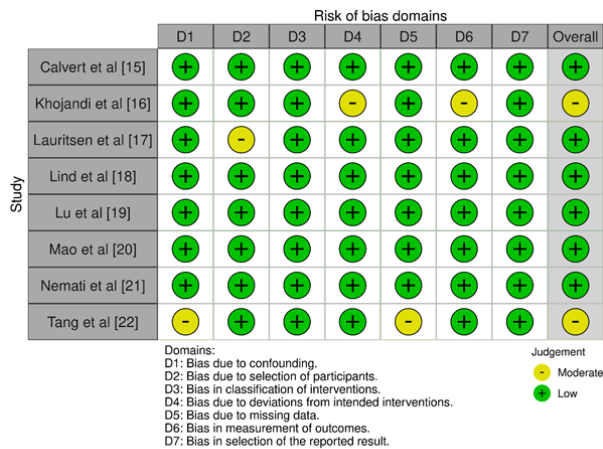 Risk of bias domains
D1 D2 D3 D4 D5 D6 D7 Overall
Study
Calvert et al [15] + + + + + + + +
Khojandi et al [16] + + + - + - + -
Lauritsen et al [17] + - + + + + + +
Lind et al [18] + + + + + + + +
Lu et al [19] + + + + + + + +
Mao et al [20] + + + + + + + +
Nemati et al [21] + + + + + + + +
Tang et al [22] - + + + - + + -
Domains:
D1: Bias due to confounding.
D2: Bias due to selection of participants.
D3: Bias in classification of interventions.
D4: Bias due to deviations from intended interventions.
D5: Bias due to missing data.
D6: Bias in measurement of outcomes.
D7: Bias in selection of the reported result.
Judgement
- Moderate
+ Low